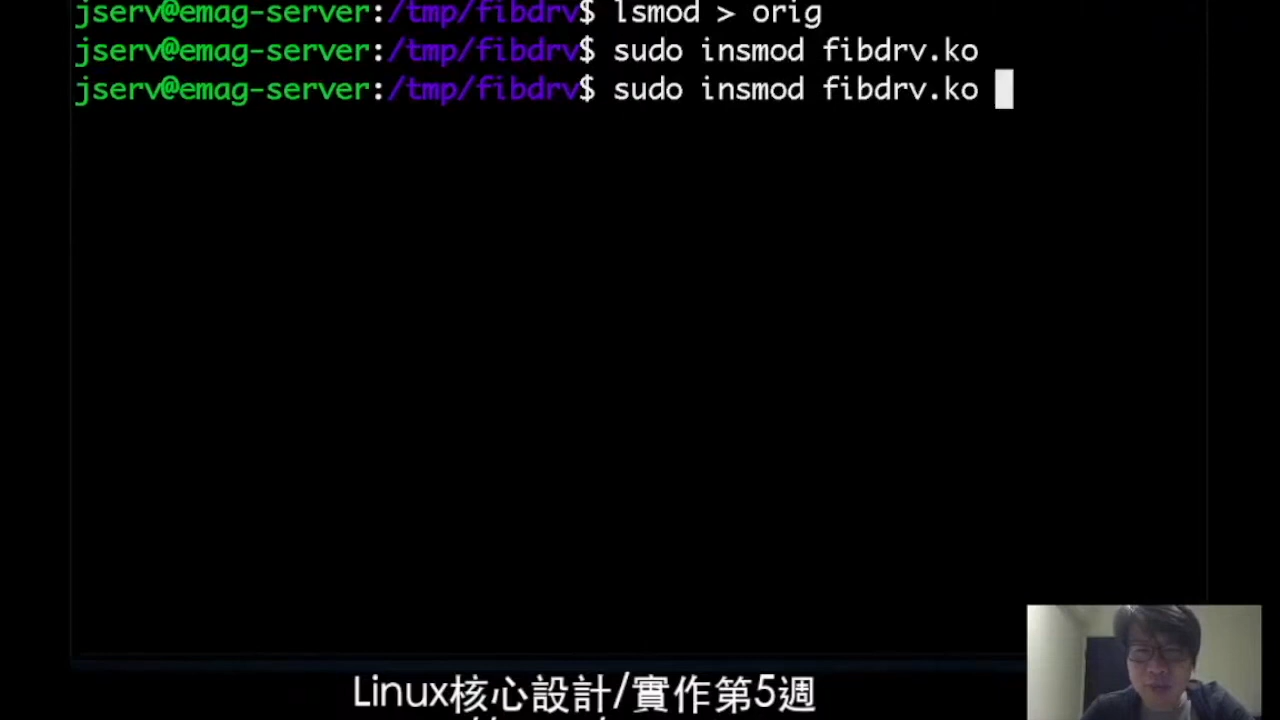 jserv@emag-server:/tmp/fibdrv$ lsmod > orig
jserv@emag-server:/tmp/fibdrv$ sudo insmod fibdrv.ko
jserv@emag-server:/tmp/fibdrv$ sudo insmod fibdrv.ko
Linux核心設計/實作第5週